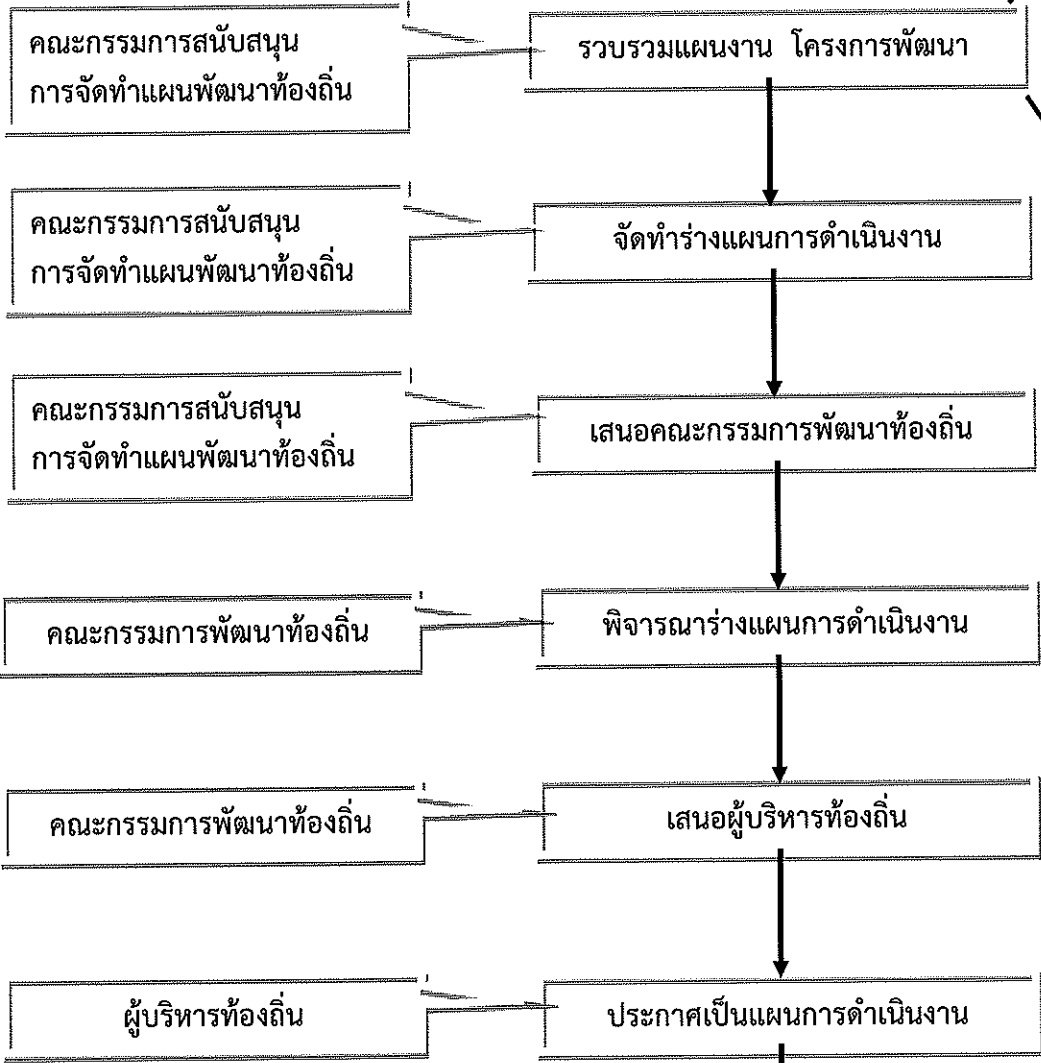 คณะกรรมการสนับสนุน
การจัดทำแผนพัฒนาท้องถิ่น
รวบรวมแผนงาน โครงการพัฒนา
คณะกรรมการสนับสนุน
การจัดทำแผนพัฒนาท้องถิ่น
จัดทำร่างแผนการดำเนินงาน
คณะกรรมการสนับสนุน
การจัดทำแผนพัฒนาท้องถิ่น
เสนอคณะกรรมการพัฒนาท้องถิ่น
คณะกรรมการพัฒนาท้องถิ่น
พิจารณาร่างแผนการดำเนินงาน
คณะกรรมการพัฒนาท้องถิ่น
เสนอผู้บริหารท้องถิ่น
ผู้บริหารท้องถิ่น
ประกาศเป็นแผนการดำเนินงาน